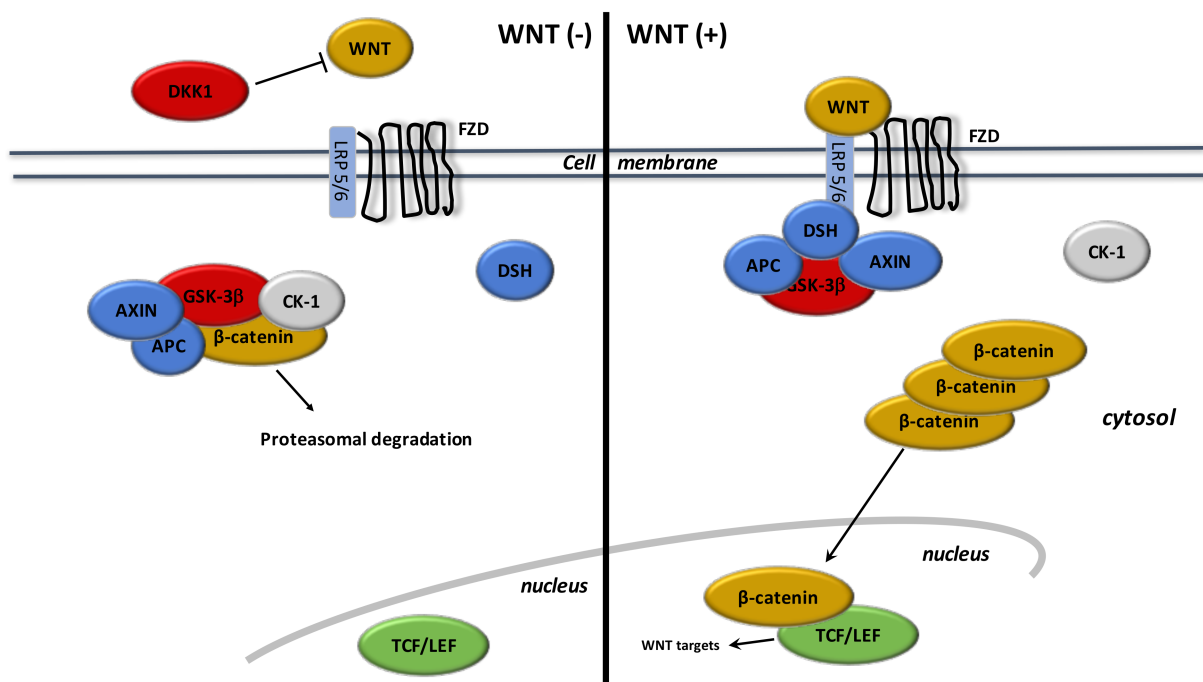 WNT (-)
WNT
DKK1
FZD
LRP 5/6
Cell
DSH
GSK-3β
CK-1
AXIN
β-catenin
APC
Proteasomal degradation
nucleus
TCF/LEF
WNT (+)
WNT
FZD
LRP 5/6
membrane
DSH
CK-1
APC
AXIN
GSK-3β
β-catenin
β-catenin
β-catenin
cytosol
nucleus
β-catenin
TCF/LEF
WNT targets